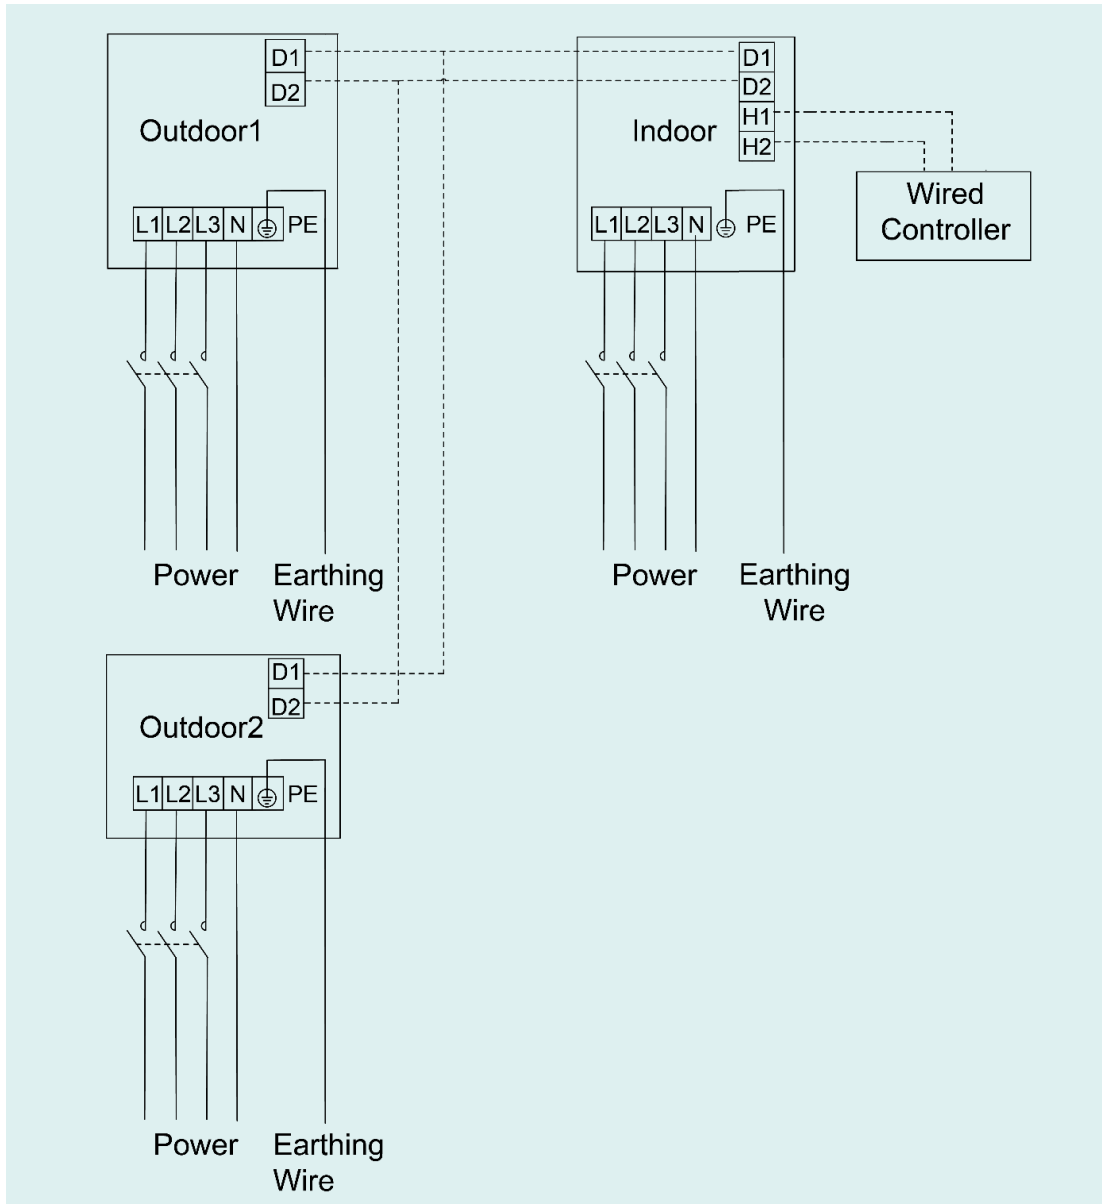 D1
D2
Outdoor1
L1 L2 L3 N PE
Power
Earthing
Wire
D1
D2
H1
H2
Indoor
L1 L2 L3 N PE
Power
Earthing
Wire
Wired
Controller
D1
D2
Outdoor2
L1 L2 L3 N PE
Power
Earthing
Wire